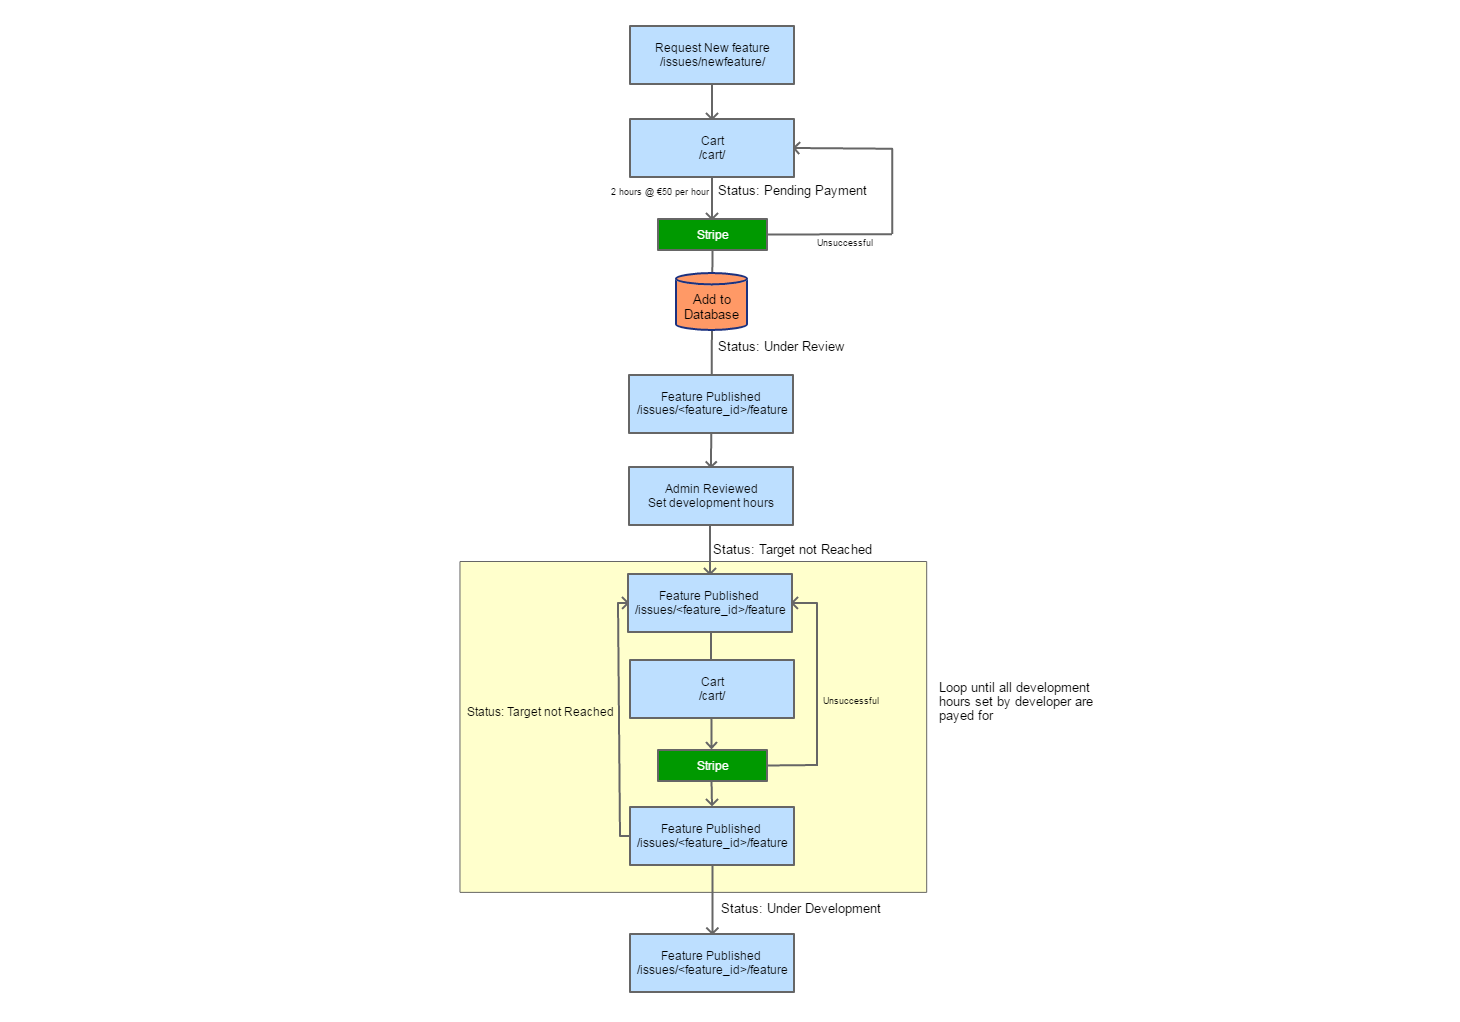 Request New feature
/issues/newfeature/
Cart
/cart/
2 hours @ €50 per hour
Status: Pending Payment
Stripe
Unsuccessful
Add to
Database
Status: Under Review
Feature Published
/issues/<feature_id>/feature
Admin Reviewed
Set development hours
Status: Target not Reached
Feature Published
/issues/<feature_id>/feature
Cart
/cart/
Loop until all development
hours set by developer are
payed for
Unsuccessful
Status: Target not Reached
Stripe
Feature Published
/issues/<feature_id>/feature
Status: Under Development
Feature Published
/issues/<feature_id>/feature